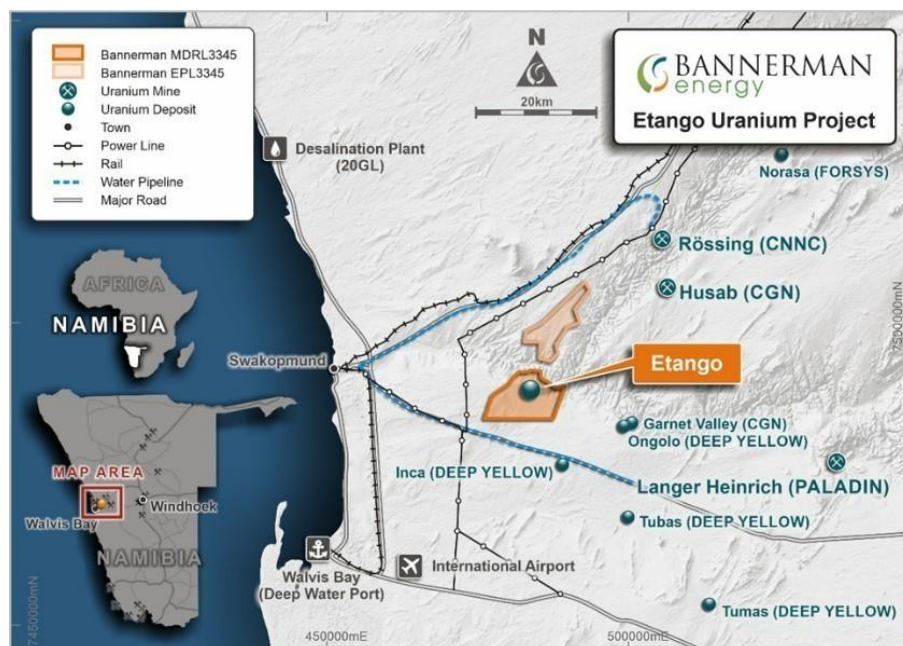 Bannerman MDRL3345
Bannerman EPL3345
Uranium Mine
Uranium Deposit
Town
Power Line
Rail
Water Pipeline
Major Road
N
20km
BANNERMAN
energy
Etango Uranium Project
Desalination Plant
(20GL)
Norasa (FORSYS)
Rössing (CNNC)
Husab (CGN)
7500000mN
AFRICA
NAMIBIA
Swakopmund
Etango
Garnet Valley (CGN)
Ongolo (DEEP YELLOW)
Inca (DEEP YELLOW)
Langer Heinrich (PALADIN)
Tubas (DEEP YELLOW)
MAP AREA
Windhoek
Walvis Bay
NAMIBIA
Walvis Bay
(Deep Water Port)
International Airport
Tumas (DEEP YELLOW)
7450000mN
450000mE
500000mE